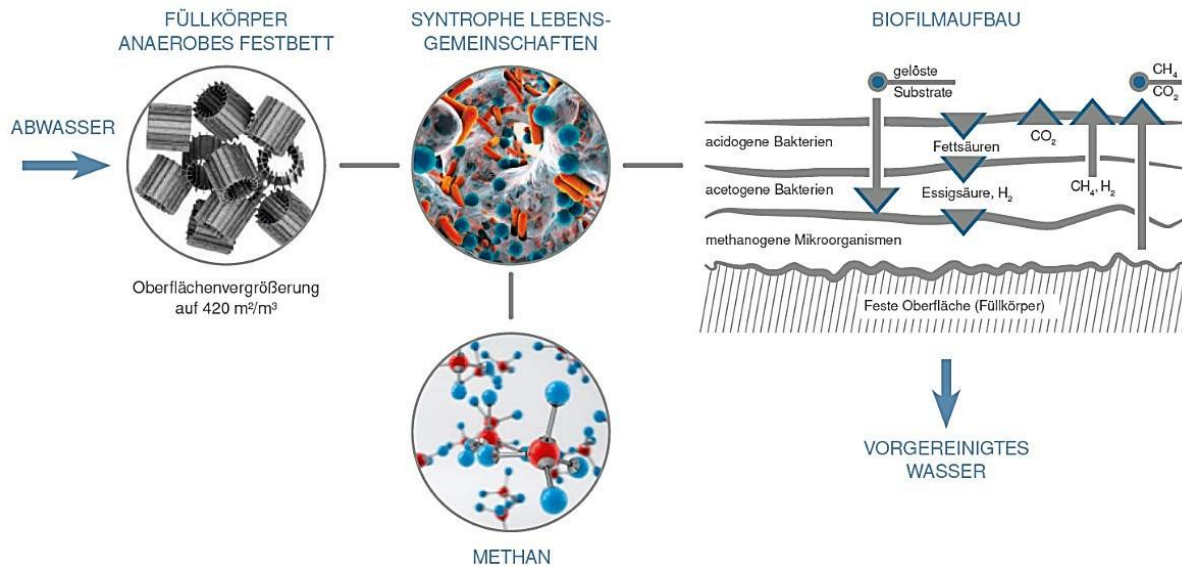 FÜLLKÖRPER
ANAEROBES FESTBETT
SYNTROPHE LEBENS-
GEMEINSCHAFTEN
BIOFILMAUFBAU
ABWASSER
Oberflächenvergrößerung
auf 420 m²/m³
METHAN
gelöste
Substrate
CH₄
CO₂
acidogene Bakterien
Fettsäuren
CO₂
acetogene Bakterien
Essigsäure, H₂
CH₄, H₂
methanogene Mikroorganismen
Feste Oberfläche (Füllkörper)
VORGEREINIGTES
WASSER